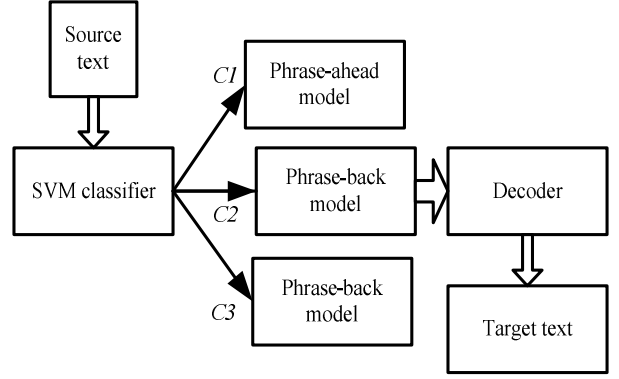 Source
text
C1
Phrase-ahead
model
SVM classifier
C2
Phrase-back
model
Decoder
C3
Phrase-back
model
Target text